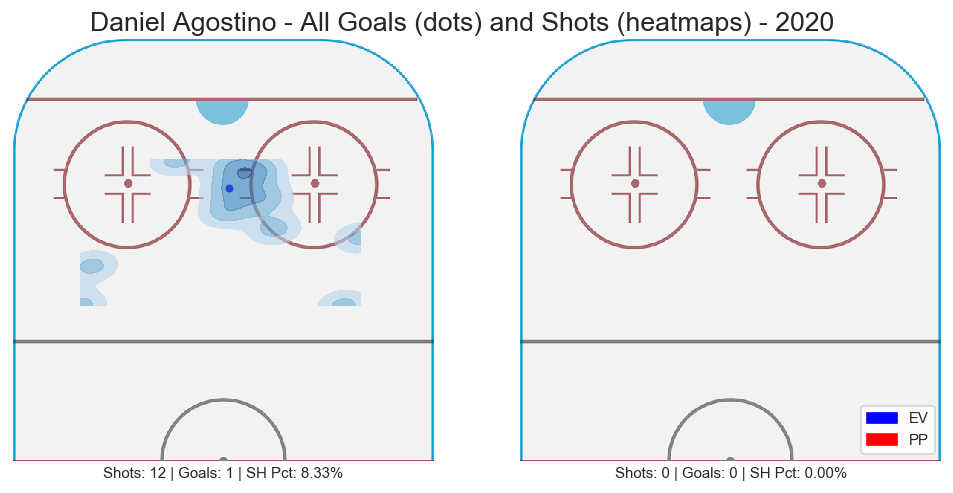 Daniel Agostino - All Goals (dots) and Shots (heatmaps) - 2020
EV
PP
Shots: 12 | Goals: 1 | SH Pct: 8.33%
Shots: 0 | Goals: 0 | SH Pct: 0.00%